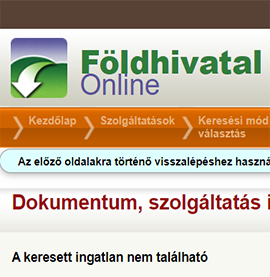 Földhivatal
Online
Kezdőlap Szolgáltatások Keresési mód
választás
Az előző oldalakra történő visszalépéshez haszná
Dokumentum, szolgáltatás
A keresett ingatlan nem található